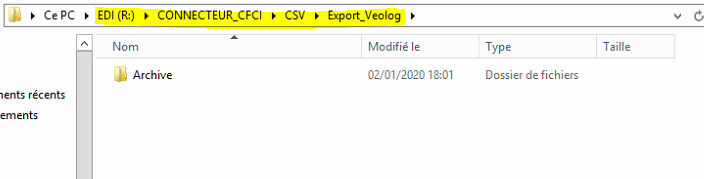 Ce PC EDI (R:) CONNECTEUR_CFCI CSV Export_Veolog
Nom Modifié le Type Taille
Archive 02/01/2020 18:01 Dossier de fichiers
ments récents
ements